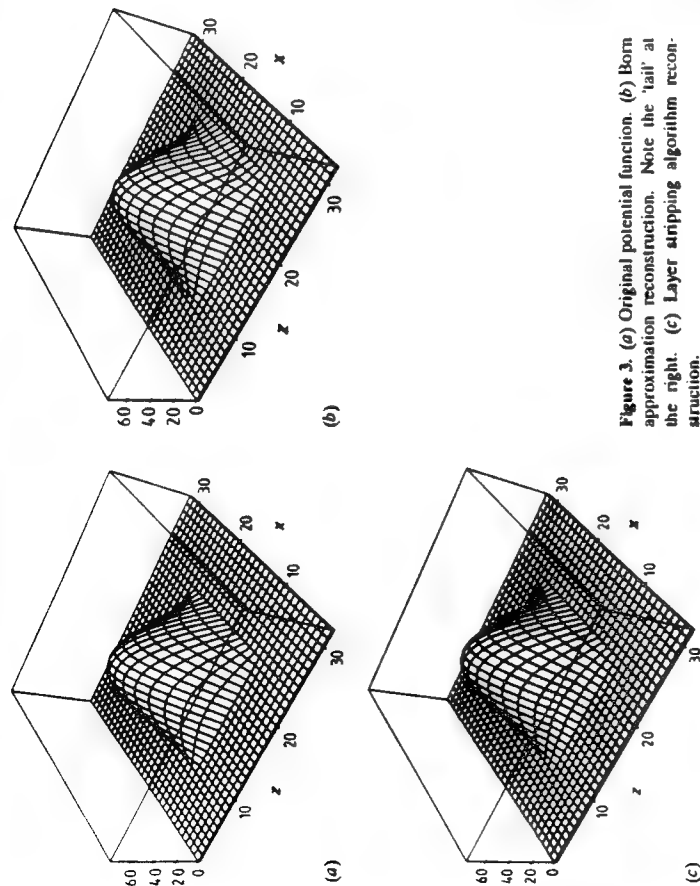 60
40
20
0
10
20
30
z
10
20
30
x
(a)
60
40
20
0
10
20
30
z
10
20
30
x
(b)
60
40
20
0
10
20
30
z
10
20
30
x
(c)
Figure 3. (a) Original potential function. (b) Born
approximation reconstruction. Note the 'tail' at
the right. (c) Layer stripping algorithm recon-
struction.